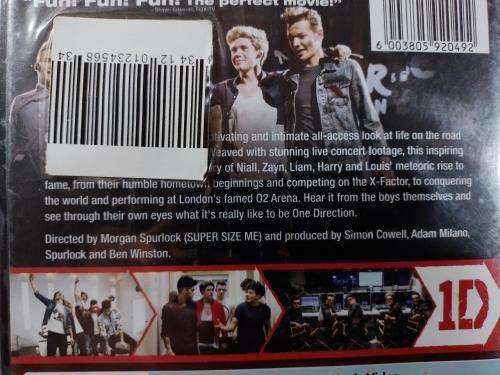 "Fun! Fun! Fun! The perfect movie!"
6 003805 920492
34 12 01234568 34
tivating and intimate all-access look at life on the road
Weaved with stunning live concert footage, this inspiring
ry of Niall, Zayn, Liam, Harry and Louis' meteoric rise to
fame, from their humble hometown beginnings and competing on the X-Factor, to conquering
the world and performing at London's famed 02 Arena. Hear it from the boys themselves and
see through their own eyes what it's really like to be One Direction.
Directed by Morgan Spurlock (SUPER SIZE ME) and produced by Simon Cowell, Adam Milano,
Spurlock and Ben Winston.
1D